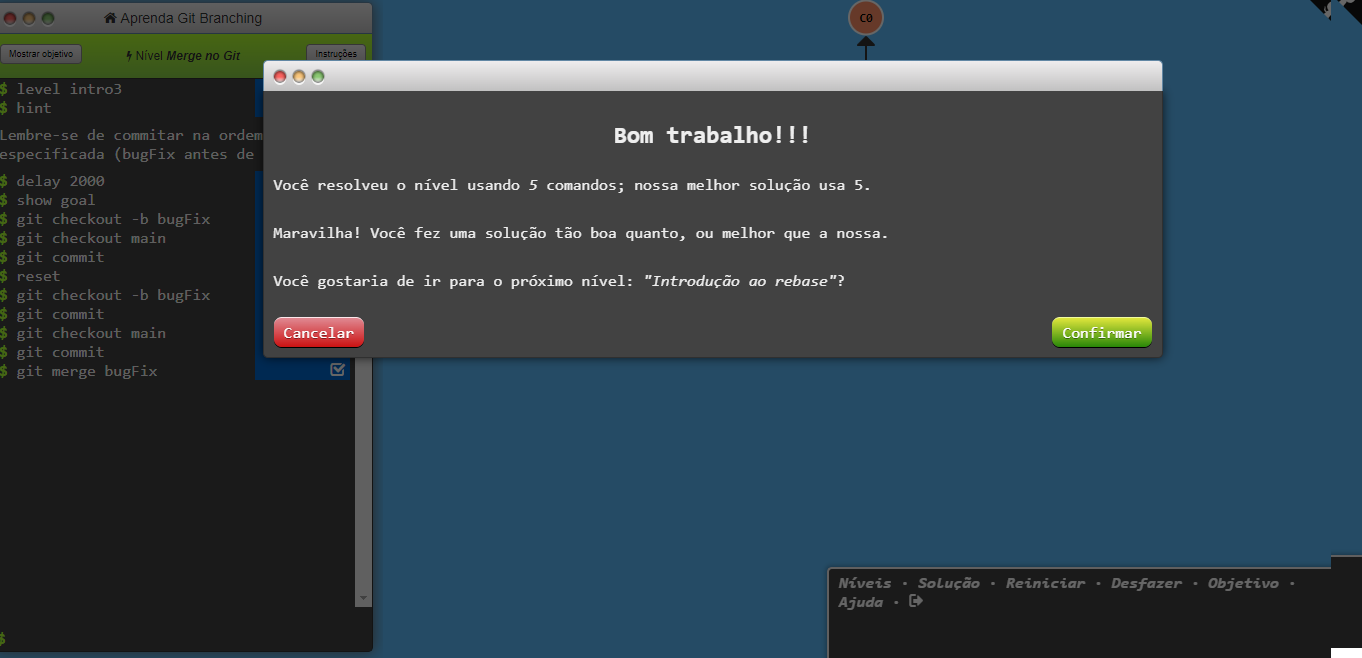 Aprenda Git Branching
Mostrar objetivo
Nível Merge no Git
Instruções
$ level intro3
$ hint
Lembre-se de commitar na ordem
especificada (bugFix antes de
$ delay 2000
$ show goal
$ git checkout -b bugFix
$ git checkout main
$ git commit
$ reset
$ git checkout -b bugFix
$ git commit
$ git checkout main
$ git commit
$ git merge bugFix
$
C0
Bom trabalho!!!
Você resolveu o nível usando 5 comandos; nossa melhor solução usa 5.
Maravilha! Você fez uma solução tão boa quanto, ou melhor que a nossa.
Você gostaria de ir para o próximo nível: "Introdução ao rebase"?
Cancelar
Confirmar
Níveis · Solução · Reiniciar · Desfazer · Objetivo ·
Ajuda ·